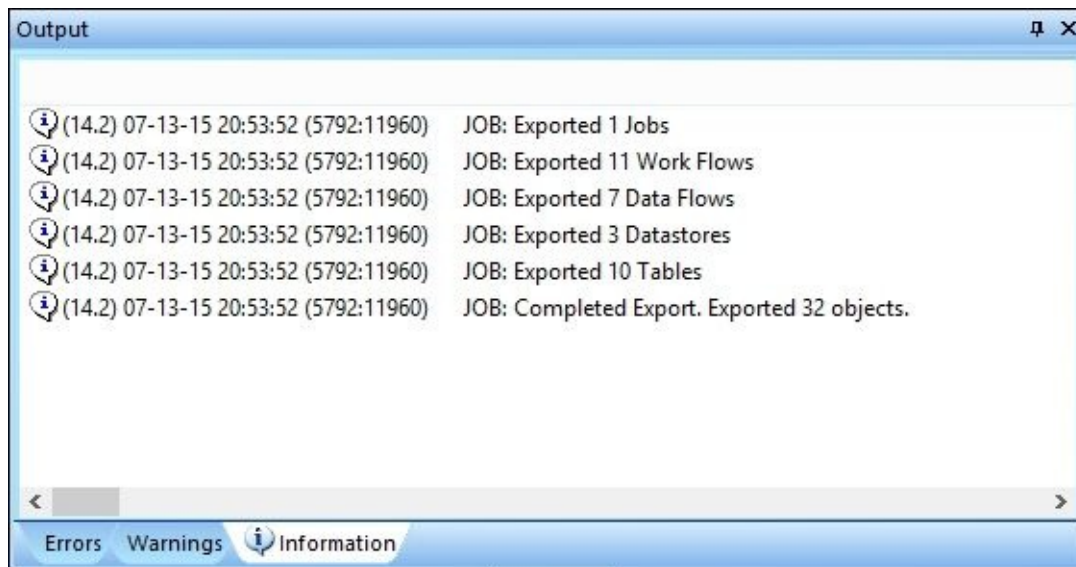 Output
(14.2) 07-13-15 20:53:52 (5792:11960) JOB: Exported 1 Jobs
(14.2) 07-13-15 20:53:52 (5792:11960) JOB: Exported 11 Work Flows
(14.2) 07-13-15 20:53:52 (5792:11960) JOB: Exported 7 Data Flows
(14.2) 07-13-15 20:53:52 (5792:11960) JOB: Exported 3 Datastores
(14.2) 07-13-15 20:53:52 (5792:11960) JOB: Exported 10 Tables
(14.2) 07-13-15 20:53:52 (5792:11960) JOB: Completed Export. Exported 32 objects.
Errors Warnings Information